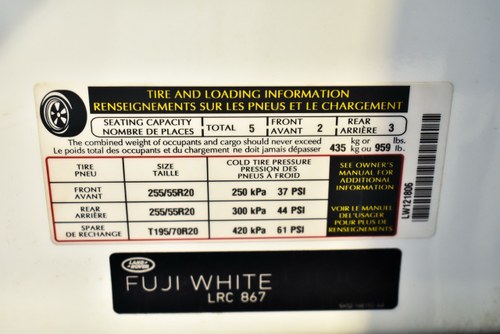 TIRE AND LOADING INFORMATION
RENSEIGNEMENTS SUR LES PNEUS ET LE CHARGEMENT
SEATING CAPACITY TOTAL 5 FRONT 2 REAR 3
NOMBRE DE PLACES AVANT ARRIÈRE
The combined weight of occupants and cargo should never exceed kg or lbs.
Le poids total des occupants et du chargement ne doit jamais dépasser 435 kg ou 959 lb.
TIRE SIZE COLD TIRE PRESSURE
PNEU TAILLE PRESSION DES PNEUS À FROID
FRONT
AVANT 255/55R20 250 kPa 37 PSI
REAR
ARRIÈRE 255/55R20 300 kPa 44 PSI
SPARE
DE RECHANGE T195/70R20 420 kPa 61 PSI
SEE OWNER'S
MANUAL FOR
ADDITIONAL
INFORMATION
VOIR LE MANUEL
DE L'USAGER
POUR PLUS DE
RENSEIGNEMENTS
LW121806
LAND ROVER
FUJI WHITE
LRC 867